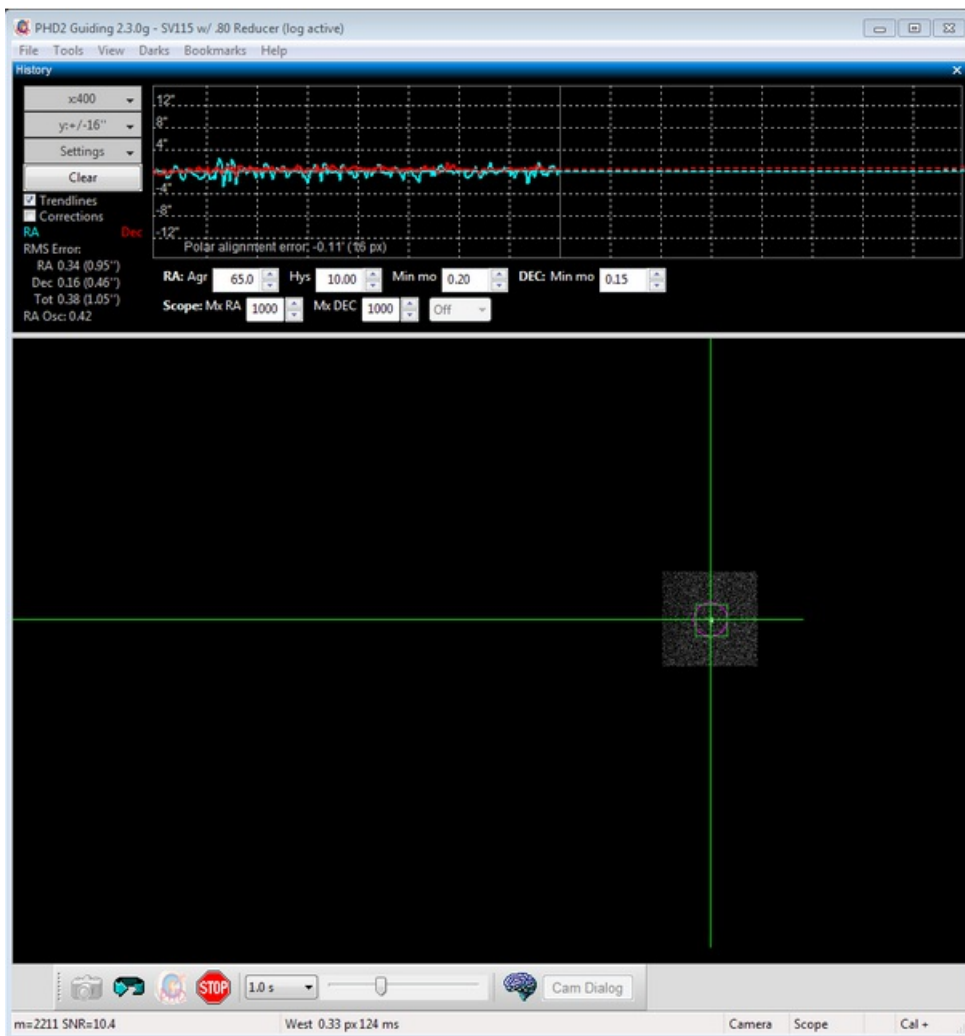 PHD2 Guiding 2.3.0g - SV115 w/ .80 Reducer (log active)
File Tools View Darks Bookmarks Help
History
x:400
y:+/-16"
Settings
Clear
Trendlines
Corrections
RA Dec
RMS Error:
RA 0.34 (0.95")
Dec 0.16 (0.46")
Tot 0.38 (1.05")
RA Osc: 0.42
12"
8"
4"
-4"
-8"
-12"
Polar alignment error: -0.11' (16 px)
RA: Agr 65.0 Hys 10.00 Min mo 0.20 DEC: Min mo 0.15
Scope: Mx RA 1000 Mx DEC 1000 Off
STOP 1.0 s Cam Dialog
m=2211 SNR=10.4 West 0.33 px 124 ms Camera Scope Cal +